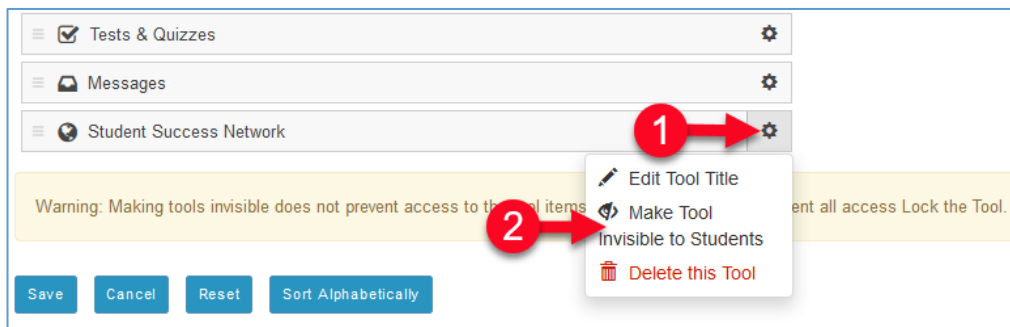 Tests & Quizzes
Messages
Student Success Network
1
Edit Tool Title
Warning: Making tools invisible does not prevent access to th ol items ent all access Lock the Tool.
2
Make Tool
Invisible to Students
Delete this Tool
Save Cancel Reset Sort Alphabetically